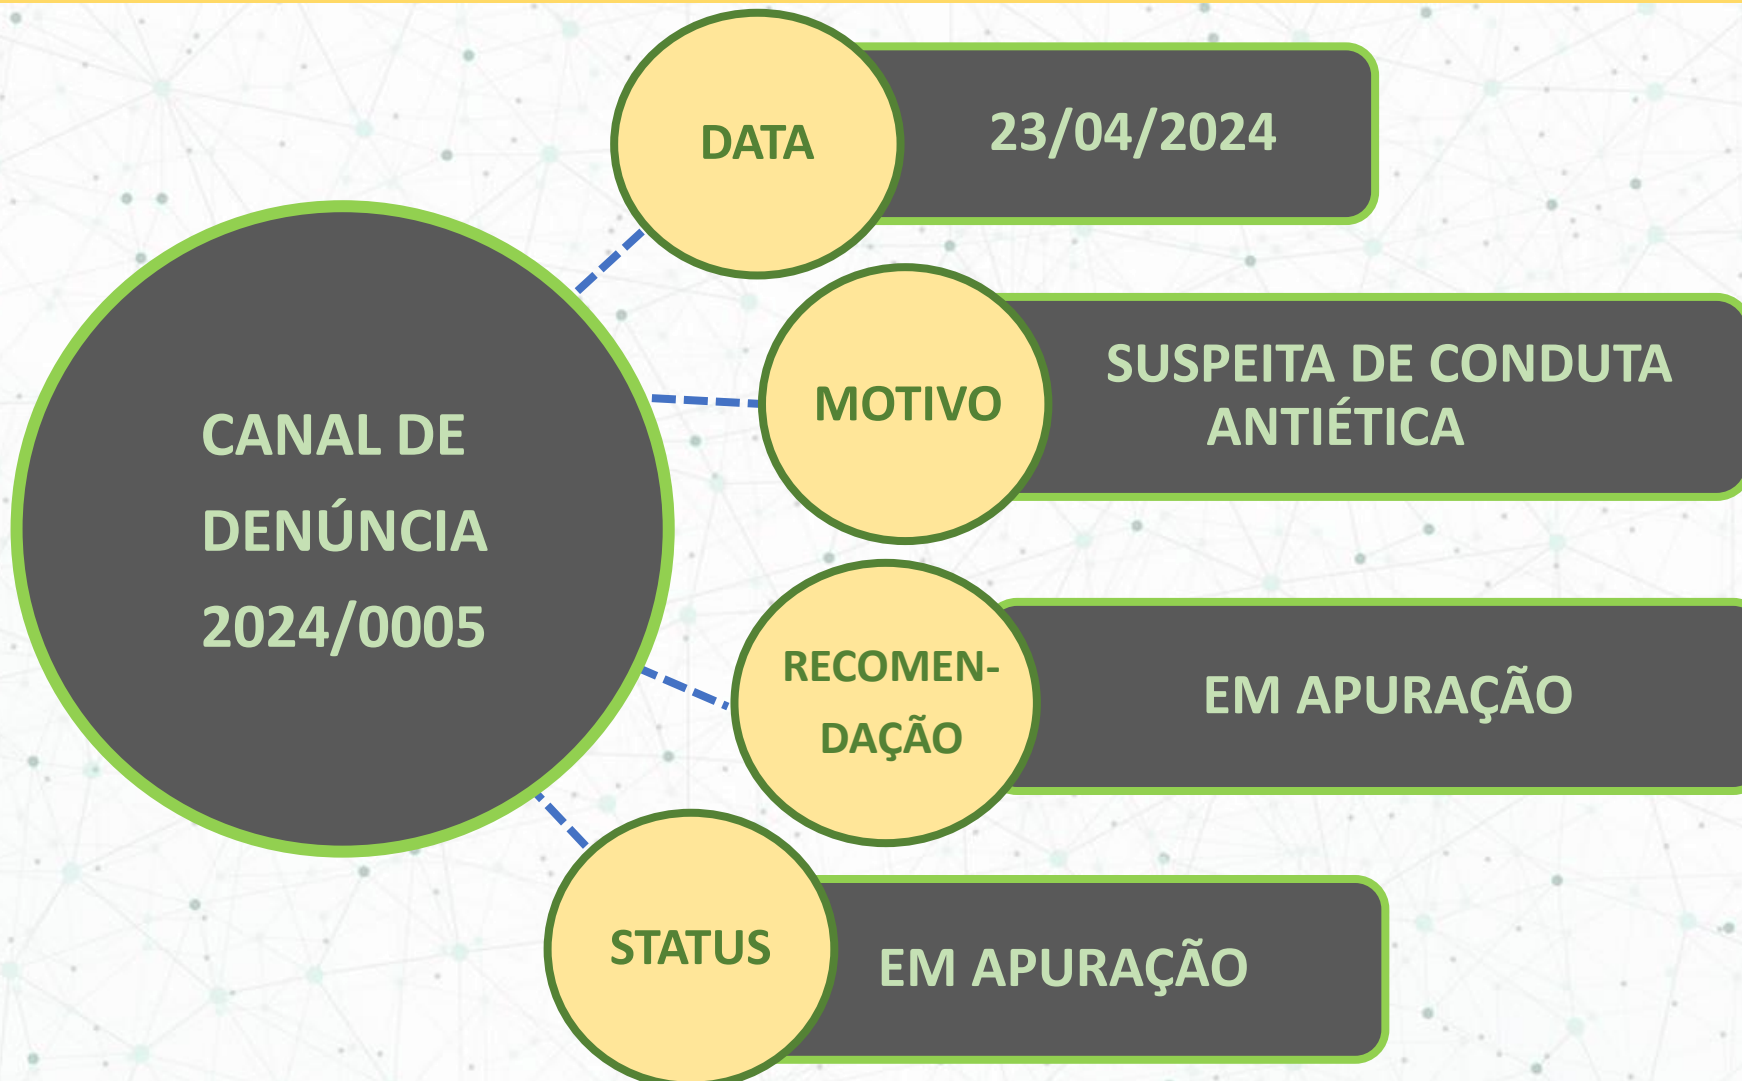 CANAL DE
DENÚNCIA
2024/0005
DATA
23/04/2024
MOTIVO
SUSPEITA DE CONDUTA
ANTIÉTICA
RECOMEN-
DAÇÃO
EM APURAÇÃO
STATUS
EM APURAÇÃO